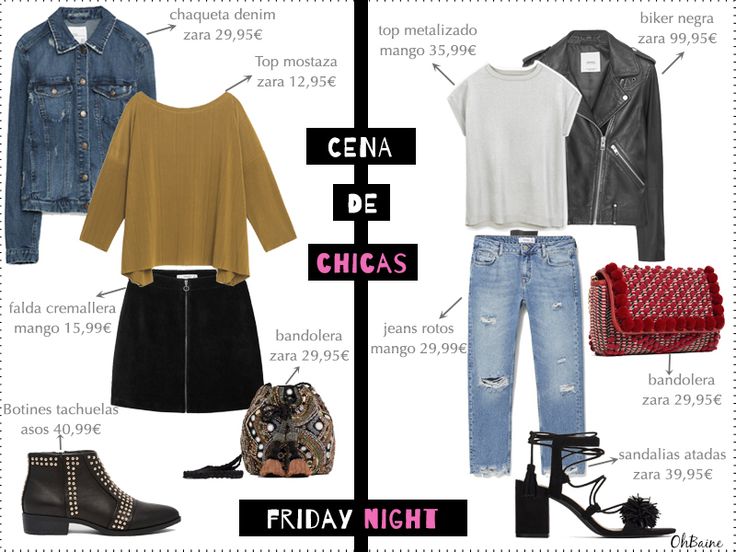 chaqueta denim
zara 29,95€
Top mostaza
zara 12,95€
falda cremallera
mango 15,99€
bandolera
zara 29,95€
Botines tachuelas
asos 40,99€
CENA
DE
CHICAS
top metalizado
mango 35,99€
biker negra
zara 99,95€
jeans rotos
mango 29,99€
bandolera
zara 29,95€
sandalias atadas
zara 39,95€
FRIDAY NIGHT
OhBaine